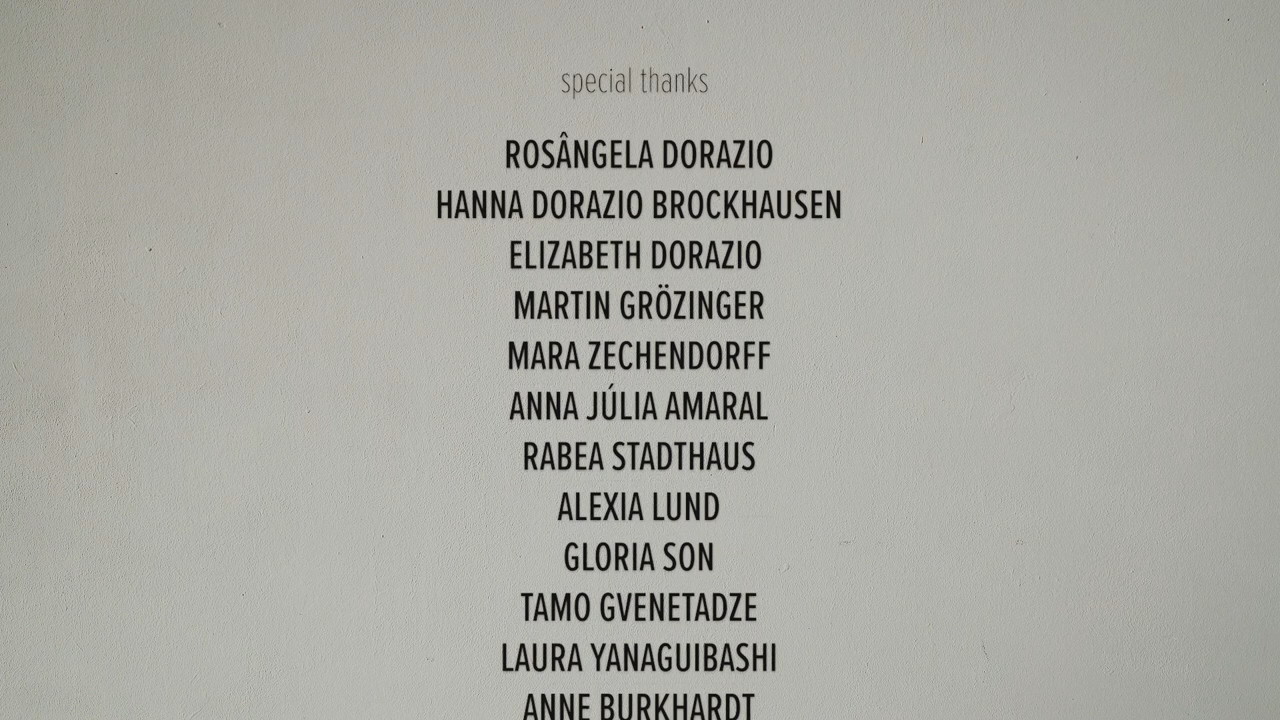 special thanks
ROSÂNGELA DORAZIO
HANNA DORAZIO BROCKHAUSEN
ELIZABETH DORAZIO
MARTIN GRÖZINGER
MARA ZECHENDORFF
ANNA JÚLIA AMARAL
RABEA STADTHAUS
ALEXIA LUND
GLORIA SON
TAMO GVENETADZE
LAURA YANAGUIBASHI
ANNE BURKHARDT